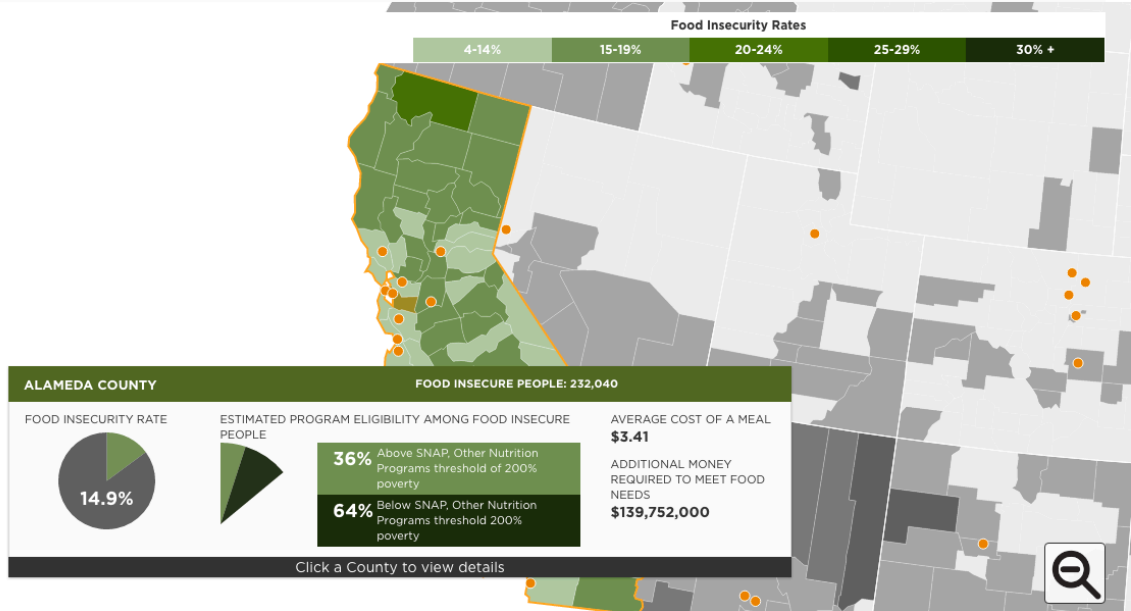 Food Insecurity Rates
4-14% 15-19% 20-24% 25-29% 30% +
ALAMEDA COUNTY FOOD INSECURE PEOPLE: 232,040
FOOD INSECURITY RATE
14.9%
ESTIMATED PROGRAM ELIGIBILITY AMONG FOOD INSECURE
PEOPLE
36% Above SNAP, Other Nutrition
Programs threshold of 200%
poverty
64% Below SNAP, Other Nutrition
Programs threshold 200%
poverty
AVERAGE COST OF A MEAL
$3.41
ADDITIONAL MONEY
REQUIRED TO MEET FOOD
NEEDS
$139,752,000
Click a County to view details